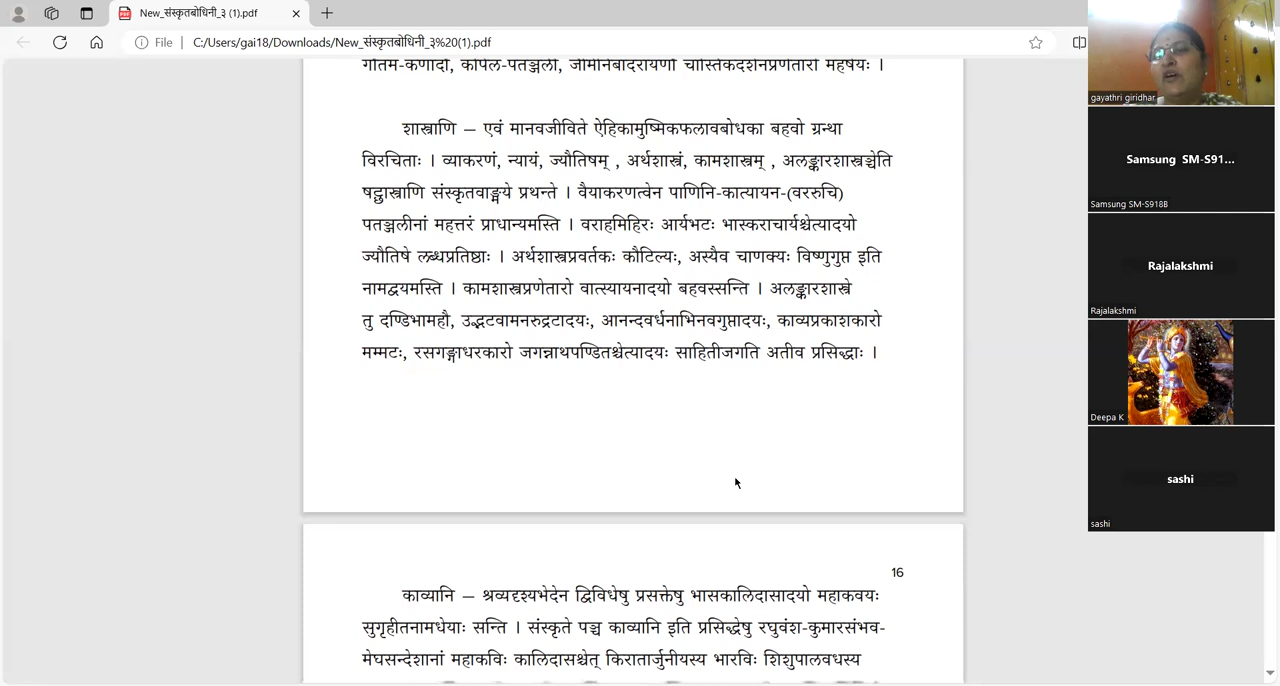 New_संस्कृतबोधिनी_३ (1).pdf
File | C:/Users/gai18/Downloads/New_संस्कृतबोधिनी_३%20(1).pdf
गौतम-कणादौ, कपिल-पतञ्जली, जैमिनिबादरायणौ चास्तिकदर्शनप्रणेतारो महर्षयः ।
शास्त्राणि – एवं मानवजीविते ऐहिकामुष्मिकफलावबोधका बहवो ग्रन्था
विरचिताः । व्याकरणं, न्यायं, ज्यौतिषम् , अर्थशास्त्रं, कामशास्त्रम् , अलङ्कारशास्त्रञ्चेति
षट्छास्त्राणि संस्कृतवाङ्मये प्रथन्ते । वैयाकरणत्वेन पाणिनि-कात्यायन-(वररुचि)
पतञ्जलीनां महत्तरं प्राधान्यमस्ति । वराहमिहिरः आर्यभटः भास्कराचार्यश्चेत्यादयो
ज्यौतिषे लब्धप्रतिष्ठाः । अर्थशास्त्रप्रवर्तकः कौटिल्यः, अस्यैव चाणक्यः विष्णुगुप्त इति
नामद्वयमस्ति । कामशास्त्रप्रणेतारो वात्स्यायनादयो बहवस्सन्ति । अलङ्कारशास्त्रे
तु दण्डिभामहौ, उद्भटवामनरुद्रटादयः, आनन्दवर्धनाभिनवगुप्तादयः, काव्यप्रकाशकारो
मम्मटः, रसगङ्गाधरकारो जगन्नाथपण्डितश्चेत्यादयः साहितीजगति अतीव प्रसिद्धाः ।
16
काव्यानि – श्रव्यदृश्यभेदेन द्विविधेषु प्रसक्तेषु भासकालिदासादयो महाकवयः
सुगृहीतनामधेयाः सन्ति । संस्कृते पञ्च काव्यानि इति प्रसिद्धेषु रघुवंश-कुमारसंभव-
मेघसन्देशानां महाकविः कालिदासश्चेत् किरातार्जुनीयस्य भारविः शिशुपालवधस्य
gayathri giridhar
Samsung SM-S91...
Samsung SM-S918B
Rajalakshmi
Rajalakshmi
Deepa K
sashi
sashi